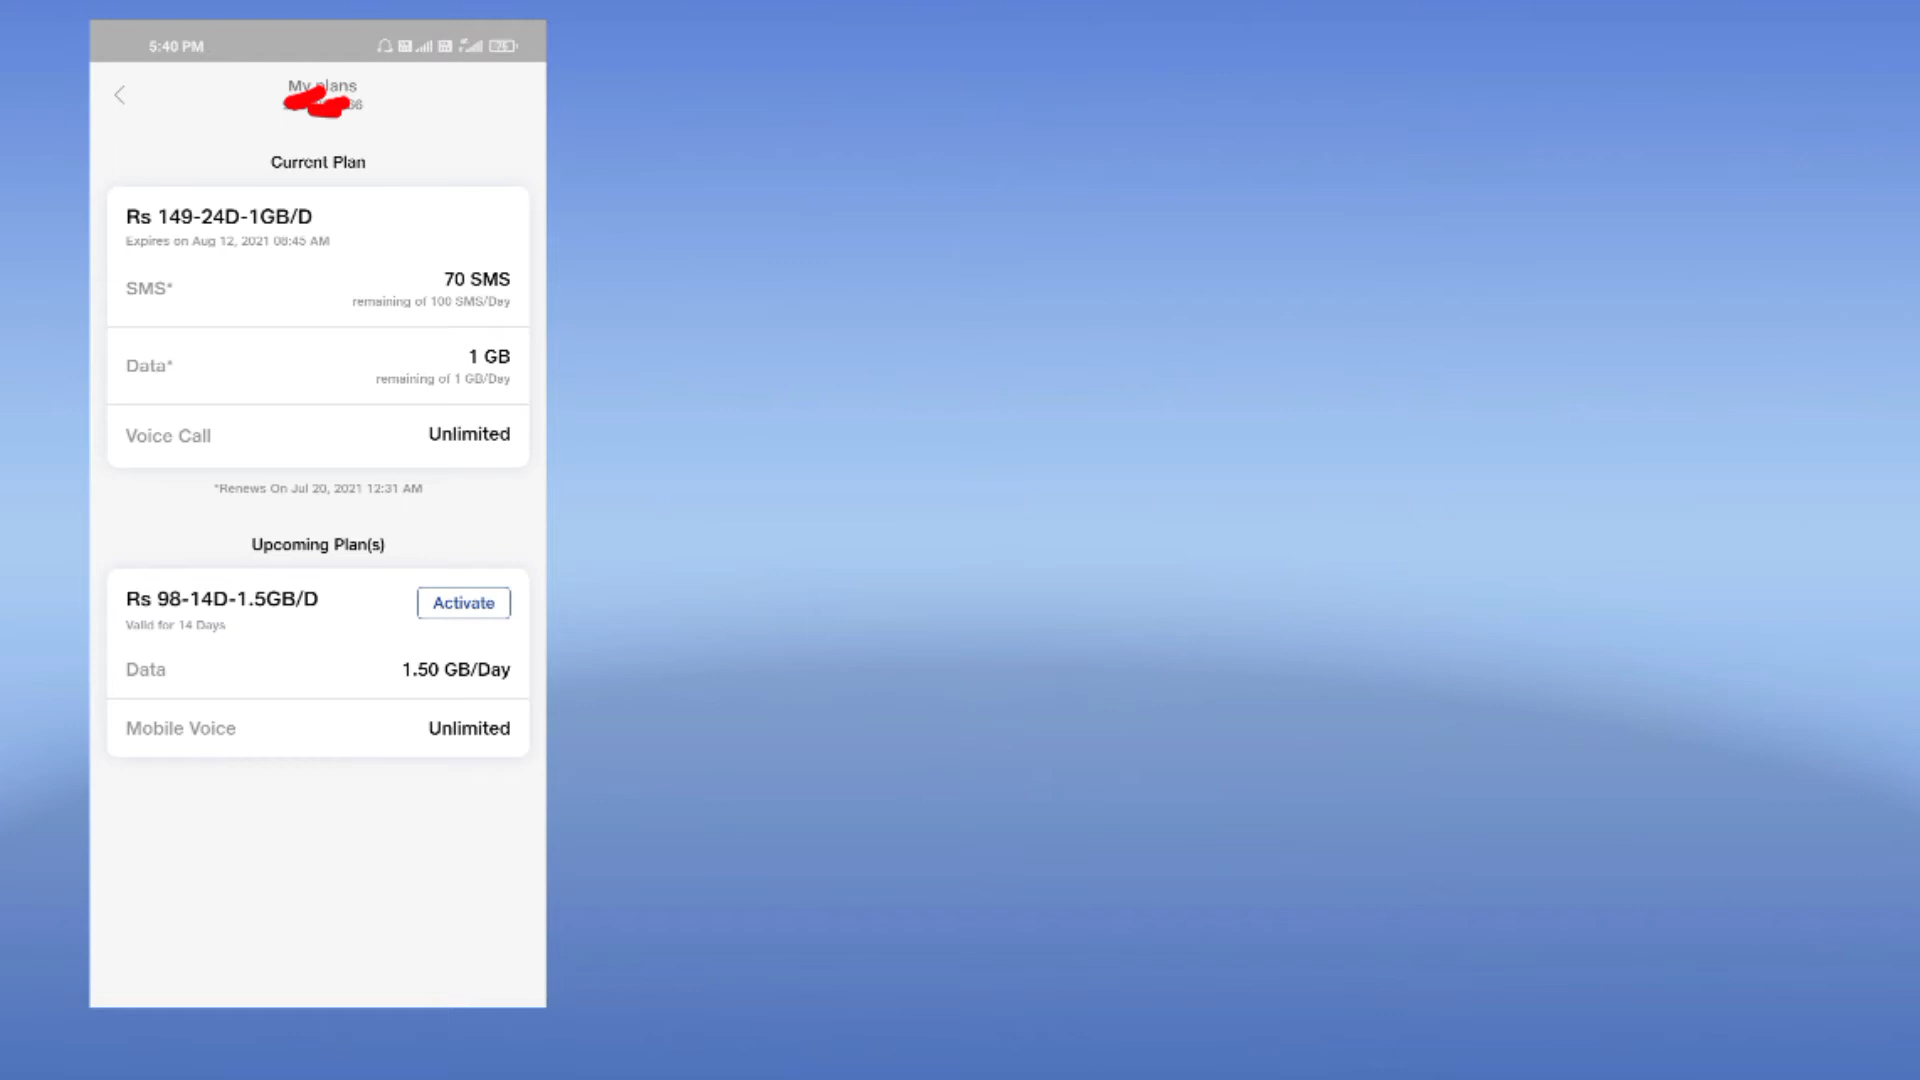 5:40 PM
75
My plans
66
Current Plan
Rs 149-24D-1GB/D
Expires on Aug 12, 2021 08:45 AM
SMS*
70 SMS
remaining of 100 SMS/Day
Data*
1 GB
remaining of 1 GB/Day
Voice Call
Unlimited
*Renews On Jul 20, 2021 12:31 AM
Upcoming Plan(s)
Rs 98-14D-1.5GB/D
Activate
Valid for 14 Days
Data
1.50 GB/Day
Mobile Voice
Unlimited